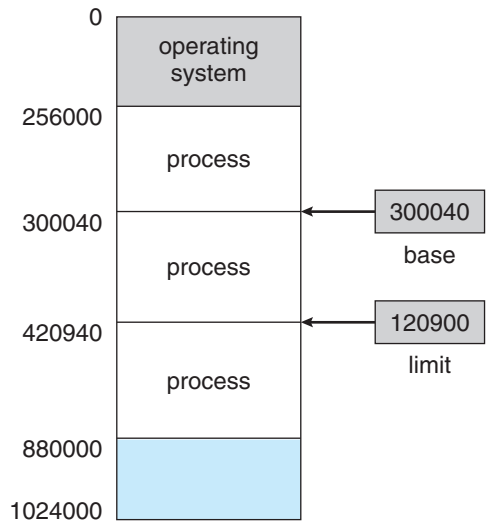 0
operating
system
256000
process
300040
300040
base
process
420940
120900
limit
process
880000
1024000